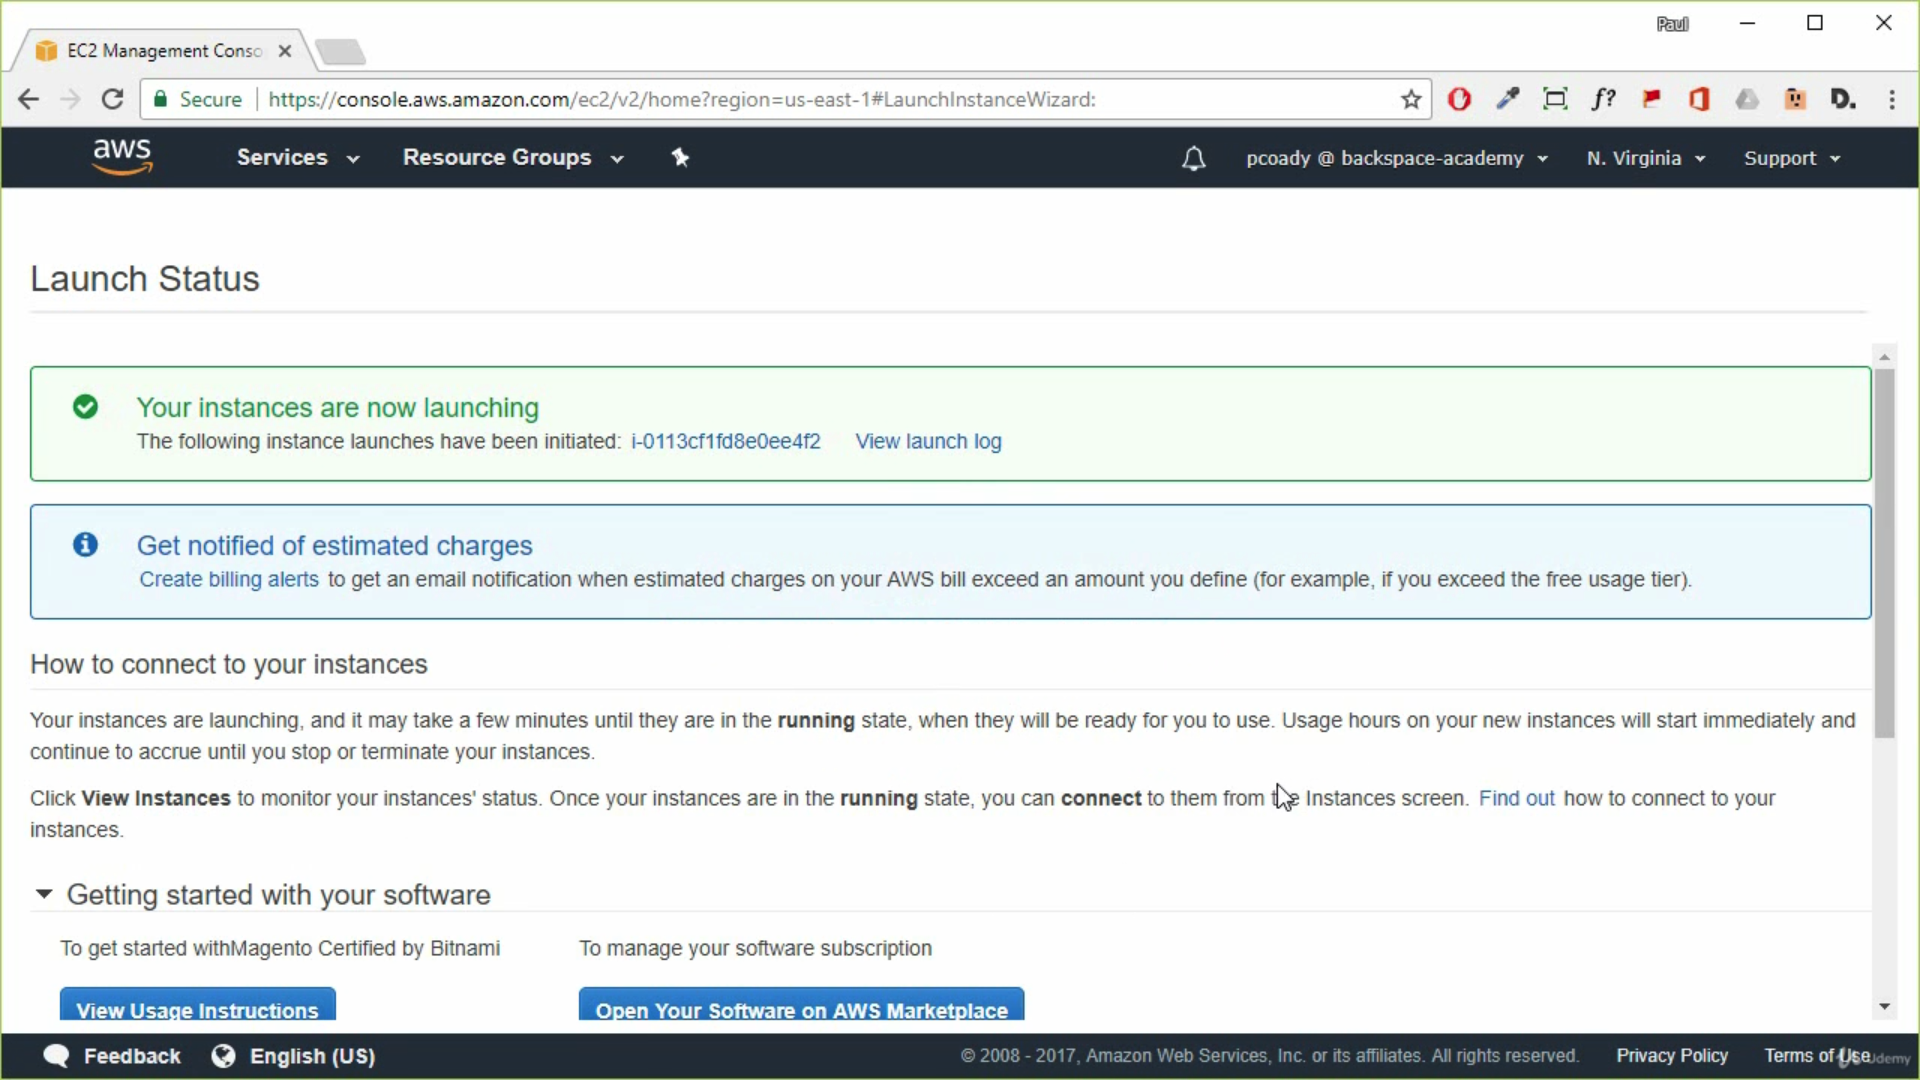 Paul
EC2 Management Conso
Secure
https://console.aws.amazon.com/ec2/v2/home?region=us-east-1#LaunchInstanceWizard:
f?
D.
aws
Services
Resource Groups
pcoady @ backspace-academy
N. Virginia
Support
Launch Status
Your instances are now launching
The following instance launches have been initiated: i-0113cf1fd8e0ee4f2 View launch log
Get notified of estimated charges
Create billing alerts to get an email notification when estimated charges on your AWS bill exceed an amount you define (for example, if you exceed the free usage tier).
How to connect to your instances
Your instances are launching, and it may take a few minutes until they are in the running state, when they will be ready for you to use. Usage hours on your new instances will start immediately and
continue to accrue until you stop or terminate your instances.
Click View Instances to monitor your instances' status. Once your instances are in the running state, you can connect to them from the Instances screen. Find out how to connect to your
instances.
Getting started with your software
To get started withMagento Certified by Bitnami
To manage your software subscription
View Usage Instructions
Open Your Software on AWS Marketplace
Feedback
English (US)
© 2008 - 2017, Amazon Web Services, Inc. or its affiliates. All rights reserved.
Privacy Policy
Terms of Use
Udemy